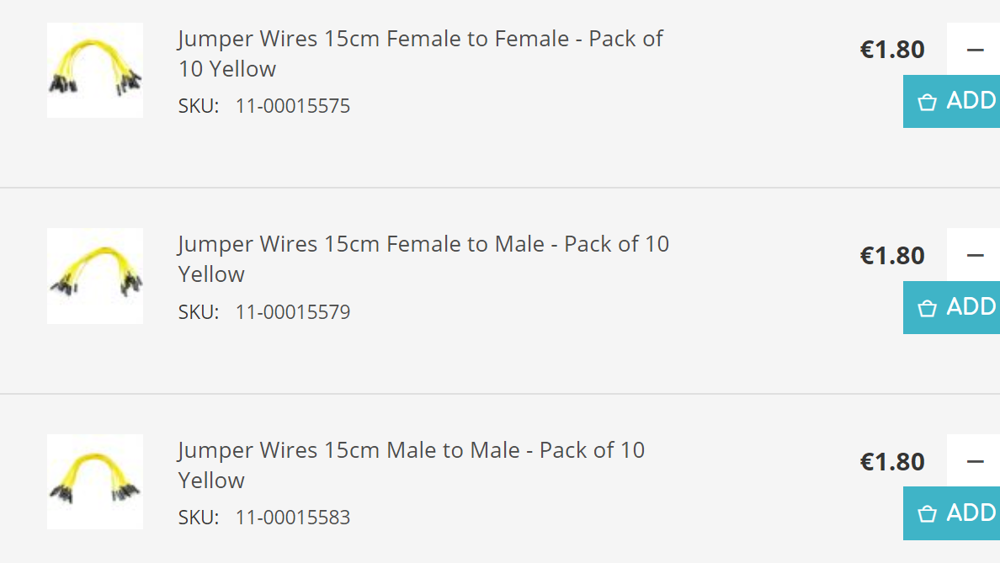 Jumper Wires 15cm Female to Female - Pack of
10 Yellow
SKU: 11-00015575
€1.80
ADD
Jumper Wires 15cm Female to Male - Pack of 10
Yellow
SKU: 11-00015579
€1.80
ADD
Jumper Wires 15cm Male to Male - Pack of 10
Yellow
SKU: 11-00015583
€1.80
ADD